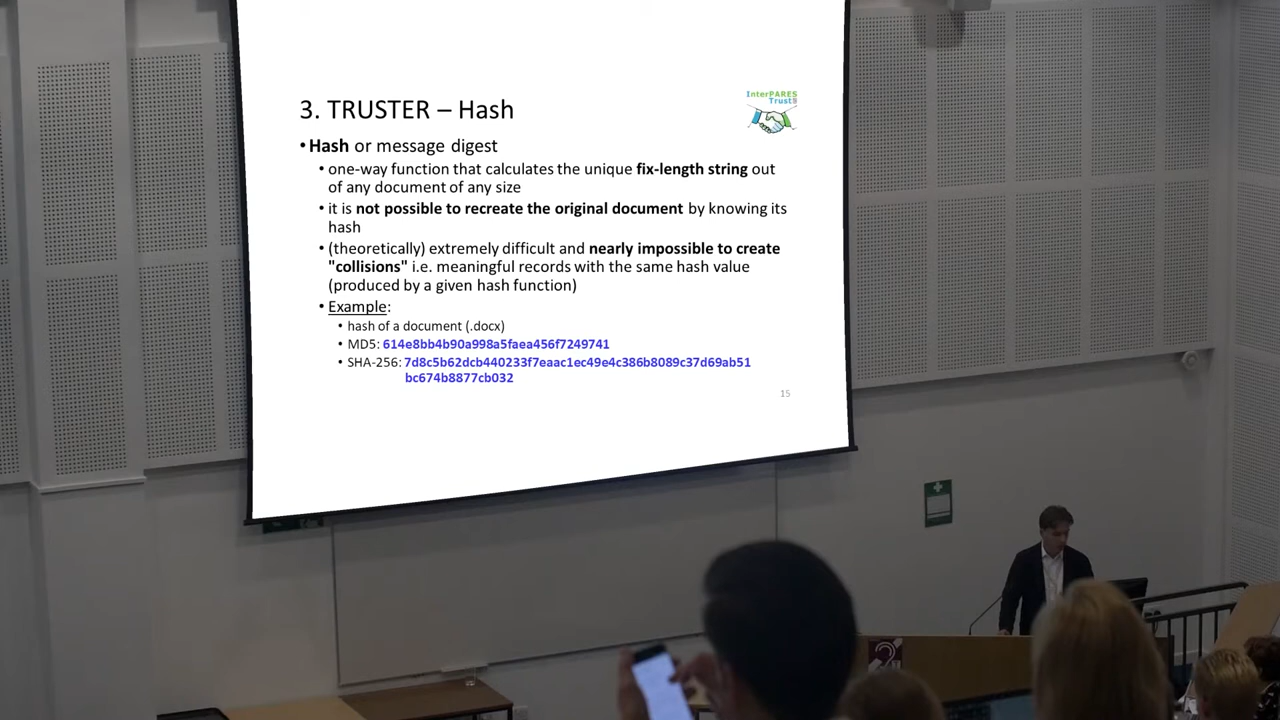 InterPARES
Trust
3. TRUSTER – Hash
•Hash or message digest
• one-way function that calculates the unique fix-length string out
of any document of any size
• it is not possible to recreate the original document by knowing its
hash
• (theoretically) extremely difficult and nearly impossible to create
"collisions" i.e. meaningful records with the same hash value
(produced by a given hash function)
• Example:
• hash of a document (.docx)
• MD5: 614e8bb4b90a998a5faea456f7249741
• SHA-256: 7d8c5b62dcb440233f7eaac1ec49e4c386b8089c37d69ab51
bc674b8877cb032
15